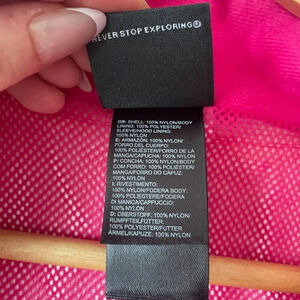 NEVER STOP EXPLORING
GB: SHELL: 100% NYLON/BODY
LINING: 100% POLYESTER/
SLEEVE/HOOD LINING:
100% NYLON
E: ARMAZÓN: 100% NYLON/
FORRO DEL CUERPO:
100% POLIÉSTER/FORRO DE LA
MANGA/CAPUCHA: 100% NYLON
P: CONCHA: 100% NYLON/CORPO
COM FORRO: 100% POLIÉSTER/
MANGA/FORRO DO CAPUZ:
100% NYLON
I: RIVESTIMENTO:
100% NYLON/FODERA BODY:
100% POLIESTERE/FODERA
DI MANICA/CAPPUCCIO:
100% NYLON
D: OBERSTOFF: 100% NYLON/
RUMPFFUTTER:
100% POLYESTER/FUTTER
ÄRMEL/KAPUZE: 100% NYLON